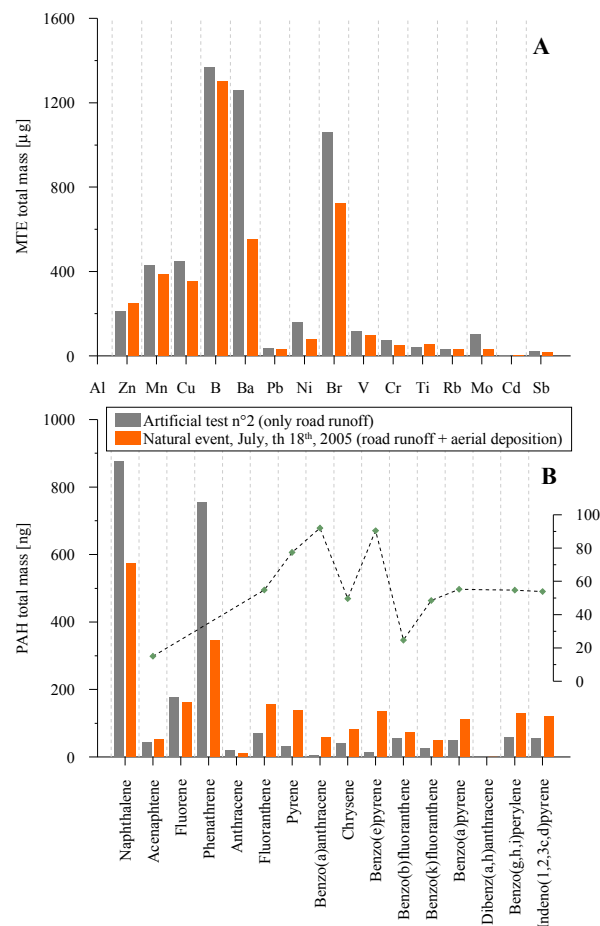 1600
A
1200
MTE total mass [µg]
800
400
0
Al Zn Mn Cu B Ba Pb Ni Br V Cr Ti Rb Mo Cd Sb
1000
Artificial test n°2 (only road runoff)
Natural event, July, th 18th, 2005 (road runoff + aerial deposition)
B
800
100
80
600
60
PAH total mass [ng]
400
40
20
200
0
0
Naphthalene
Acenaphtene
Fluorene
Phenathrene
Anthracene
Fluoranthene
Pyrene
Benzo(a)anthracene
Chrysene
Benzo(e)pyrene
Benzo(b)fluoranthene
Benzo(k)fluoranthene
Benzo(a)pyrene
Dibenz(a,h)anthracene
Benzo(g,h,i)perylene
Indeno(1,2,3c,d)pyrene